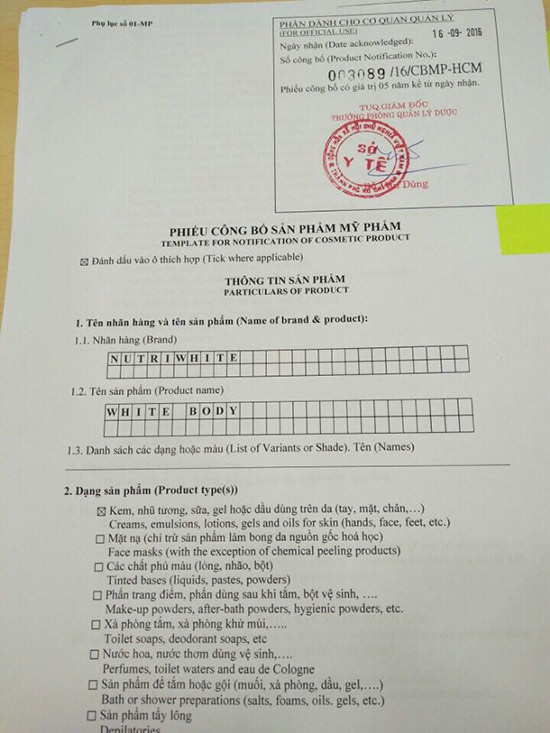 Phụ lục số 01-MP
PHẦN DÀNH CHO CƠ QUAN QUẢN LÝ
(FOR OFFICIAL USE)
Ngày nhận (Date acknowledged): 16 -09- 2016
Số công bố (Product Notification No.):
003089 /16/CBMP-HCM
Phiếu công bố có giá trị 05 năm kể từ ngày nhận.
TUQ.GIÁM ĐỐC
TRƯỞNG PHÒNG QUẢN LÝ DƯỢC
SỞ
Y TẾ
Dũng
PHIẾU CÔNG BỐ SẢN PHẨM MỸ PHẨM
TEMPLATE FOR NOTIFICATION OF COSMETIC PRODUCT
☒ Đánh dấu vào ô thích hợp (Tick where applicable)
THÔNG TIN SẢN PHẨM
PARTICULARS OF PRODUCT
1. Tên nhãn hàng và tên sản phẩm (Name of brand & product):
1.1. Nhãn hàng (Brand)
NUTRIWHITE
1.2. Tên sản phẩm (Product name)
WHITE BODY
1.3. Danh sách các dạng hoặc màu (List of Variants or Shade). Tên (Names)
2. Dạng sản phẩm (Product type(s))
☒ Kem, nhũ tương, sữa, gel hoặc dầu dùng trên da (tay, mặt, chân,…)
Creams, emulsions, lotions, gels and oils for skin (hands, face, feet, etc.)
☐ Mặt nạ (chỉ trừ sản phẩm làm bong da nguồn gốc hoá học)
Face masks (with the exception of chemical peeling products)
☐ Các chất phủ màu (lỏng, nhão, bột)
Tinted bases (liquids, pastes, powders)
☐ Phấn trang điểm, phấn dùng sau khi tắm, bột vệ sinh, ….
Make-up powders, after-bath powders, hygienic powders, etc.
☐ Xà phòng tắm, xà phòng khử mùi,…..
Toilet soaps, deodorant soaps, etc
☐ Nước hoa, nước thơm dùng vệ sinh,….
Perfumes, toilet waters and eau de Cologne
☐ Sản phẩm để tắm hoặc gội (muối, xà phòng, dầu, gel,….)
Bath or shower preparations (salts, foams, oils. gels, etc.)
☐ Sản phẩm tẩy lông
Depilatories